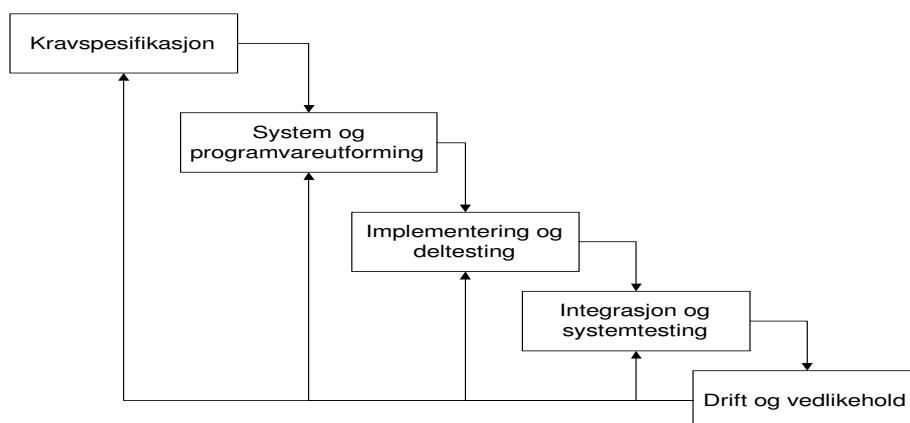 Kravspesifikasjon
System og
programvareutforming
Implementering og
deltesting
Integrasjon og
systemtesting
Drift og vedlikehold